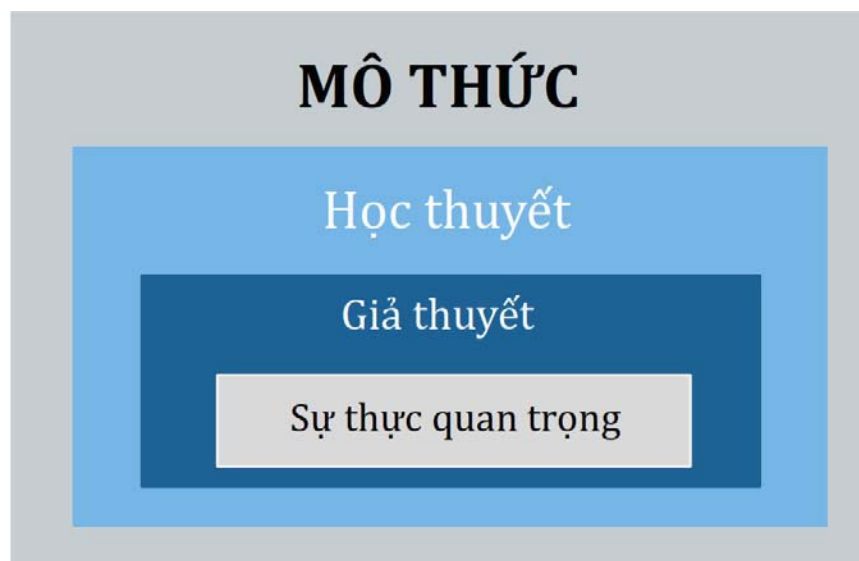 MÔ THỨC
Học thuyết
Giả thuyết
Sự thực quan trọng